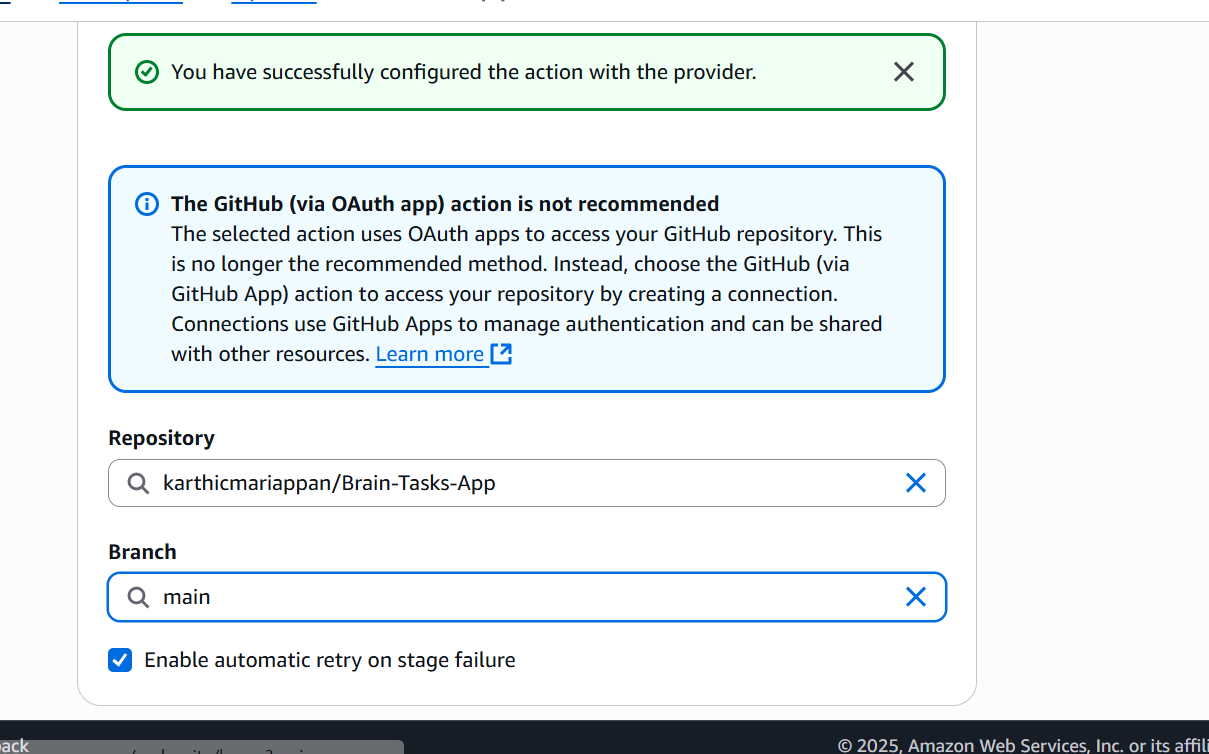 You have successfully configured the action with the provider.
The GitHub (via OAuth app) action is not recommended
The selected action uses OAuth apps to access your GitHub repository. This
is no longer the recommended method. Instead, choose the GitHub (via
GitHub App) action to access your repository by creating a connection.
Connections use GitHub Apps to manage authentication and can be shared
with other resources. Learn more
Repository
karthicmariappan/Brain-Tasks-App
Branch
main
Enable automatic retry on stage failure
© 2025, Amazon Web Services, Inc. or its